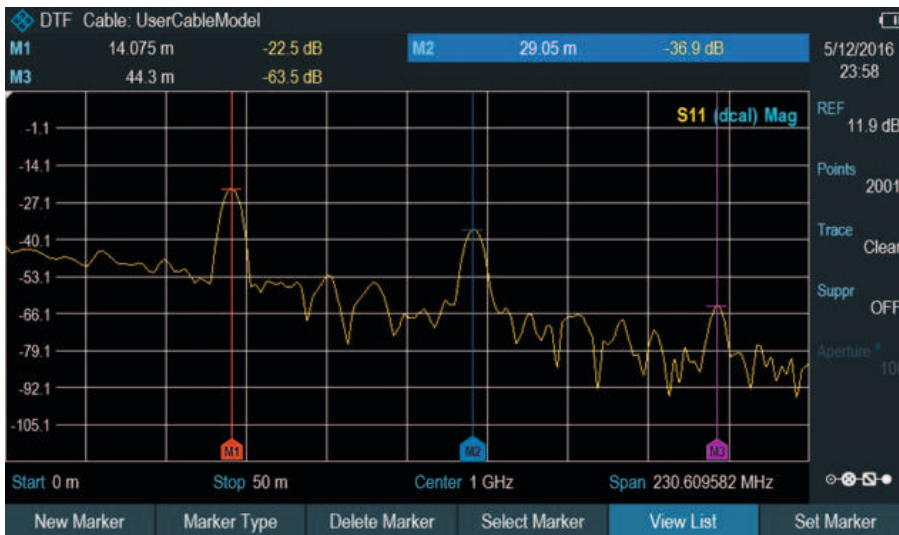 DTF Cable: UserCableModel
M1 14.075 m -22.5 dB M2 29.05 m -36.9 dB
M3 44.3 m -63.5 dB
5/12/2016
23:58
S11 (dcal) Mag
-1.1
-14.1
-27.1
-40.1
-53.1
-66.1
-79.1
-92.1
-105.1
M1 M2 M3
REF
11.9 dB
Points
2001
Trace
Clear
Suppr
OFF
Aperture
Start 0 m Stop 50 m Center 1 GHz Span 230.609582 MHz
New Marker Marker Type Delete Marker Select Marker View List Set Marker